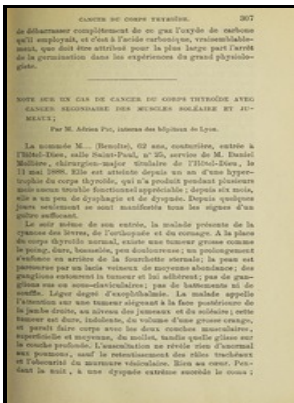 CANCER DU CORPS THYROÏDE. 307
de débarrasser complètement de ce gaz l'oxyde de carbone
qu'il employait, et c'est à l'acide carbonique, vraisemblable-
ment, que doit être attribué pour la plus large part l'arrêt
de la germination dans les expériences du grand physiolo-
giste.
NOTE SUR UN CAS DE CANCER DU CORPS THYROÏDE AVEC
CANCER SECONDAIRE DES MUSCLES SOLÉAIRE ET JU-
MEAUX;
Par M. Adrien Pic, interne des hôpitaux de Lyon.
La nommée M... (Benoîte), 62 ans, couturière, entrée à
l'Hôtel-Dieu, salle Saint-Paul, n° 25, service de M. Daniel
Mollière, chirurgien-major titulaire de l'Hôtel-Dieu, le
11 mai 1888. Elle est atteinte depuis un an d'une hyper-
trophie du corps thyroïde, qui n'a produit pendant plusieurs
mois aucun trouble fonctionnel appréciable ; depuis six mois,
elle a un peu de dysphagie et de dyspnée. Depuis quelques
jours seulement se sont manifestés tous les signes d'un
goître suffocant.
Le soir même de son entrée, la malade présente de la
cyanose des lèvres, de l'orthopnée et du cornage. A la place
du corps thyroïde normal, existe une tumeur grosse comme
le poing, dure, bosselée, peu douloureuse ; un prolongement
s'enfonce en arrière de la fourchette sternale ; la peau est
parcourue par un lacis veineux de moyenne abondance ; des
ganglions entourent la tumeur et lui adhèrent ; pas de gan-
glions sus ou sous-claviculaires ; pas de battements ni de
souffle. Léger degré d'exophthalmie. La malade appelle
l'attention sur une tumeur siégeant à la face postérieure de
la jambe droite, au niveau des jumeaux et du soléaire ; cette
tumeur est dure, indolente, du volume d'une grosse orange,
et paraît faire corps avec les deux couches musculaires,
superficielle et moyenne, du mollet, tandis quelle glisse sur
la couche profonde. L'auscultation ne révèle rien d'anormal
aux poumons, sauf le retentissement des râles trachéaux
et l'obscurité du murmure vésiculaire. Rien au cœur. Pen-
dant la nuit, à une dyspnée extrême succède le coma ;